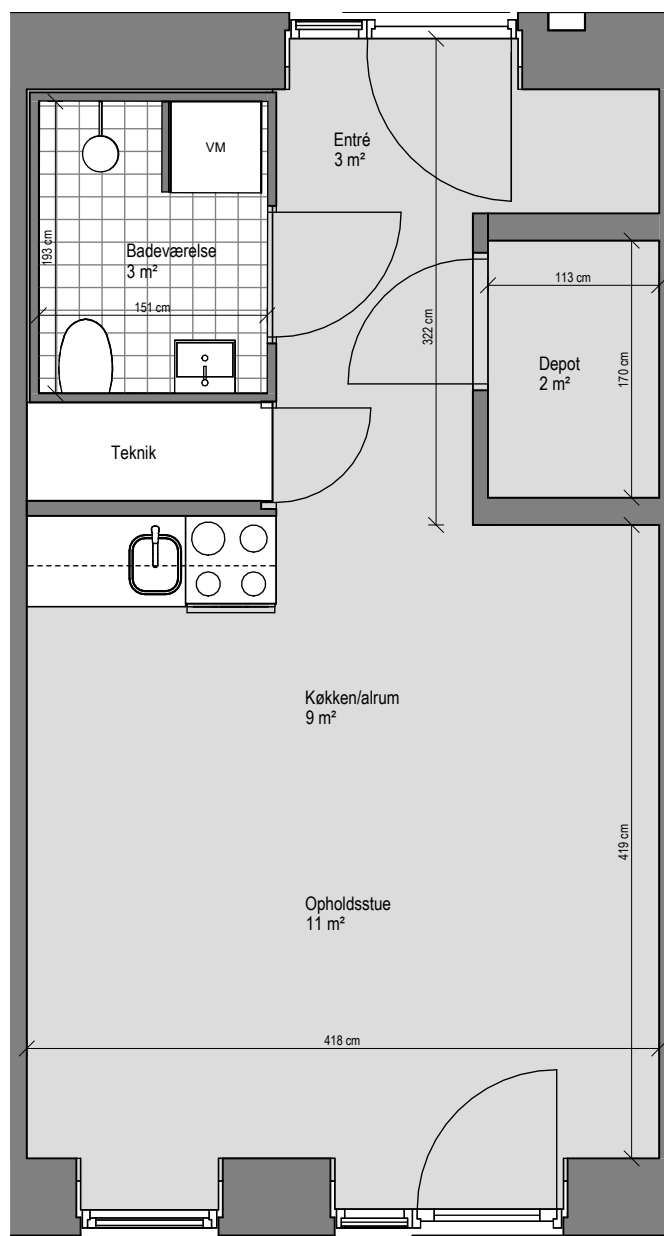 Entré
3 m²
VM
Badeværelse
3 m²
193 cm
151 cm
113 cm
322 cm
Depot
2 m²
170 cm
Teknik
Køkken/alrum
9 m²
419 cm
Opholdsstue
11 m²
418 cm